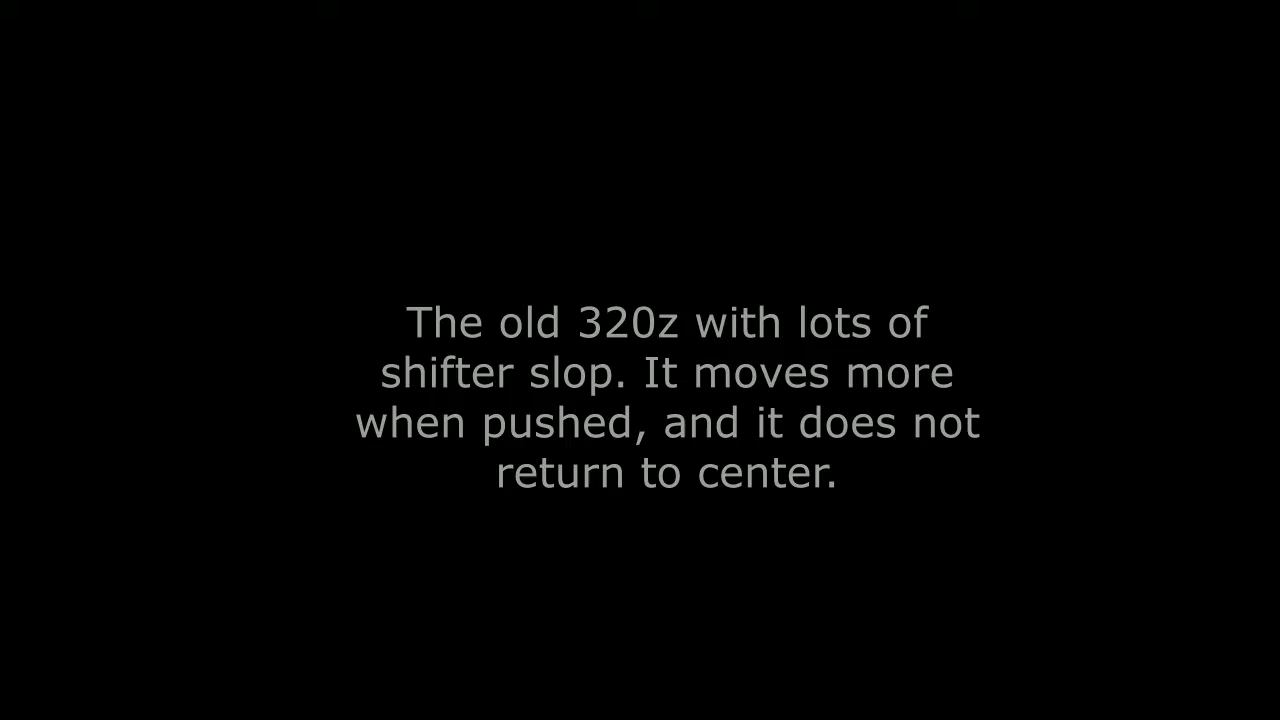 The old 320z with lots of
shifter slop. It moves more
when pushed, and it does not
return to center.